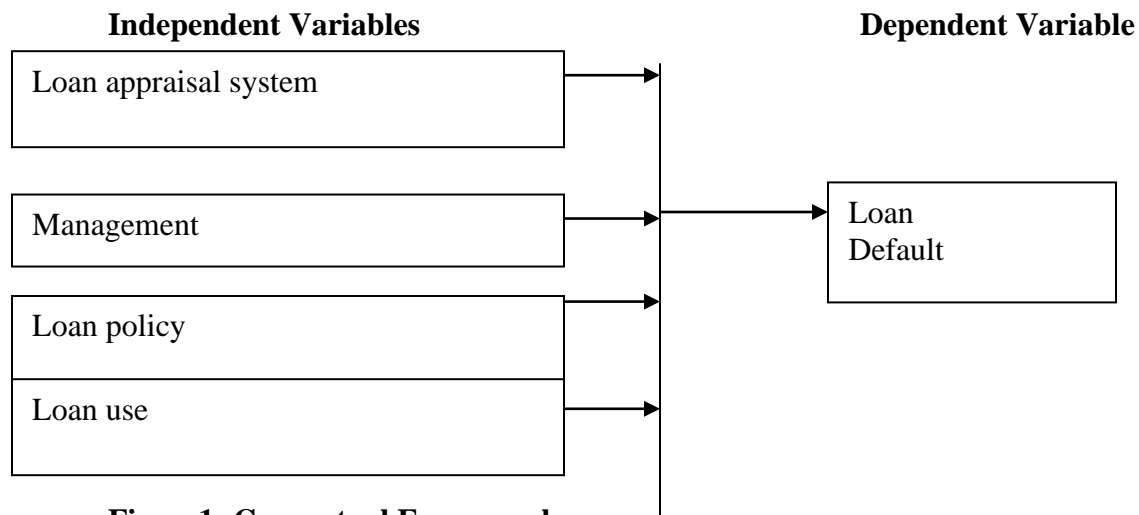 Independent Variables
Dependent Variable
Loan appraisal system
Management
Loan
Default
Loan policy
Loan use